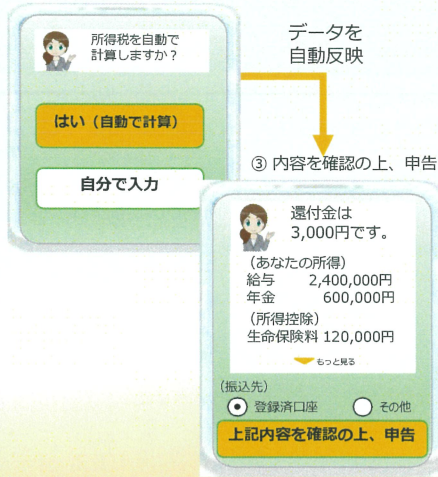 所得税を自動で
計算しますか？
はい（自動で計算）
自分で入力
データを
自動反映
③ 内容を確認の上、申告
還付金は
3,000円です。
（あなたの所得）
給与 2,400,000円
年金 600,000円
（所得控除）
生命保険料 120,000円
もっと見る
（振込先）
登録済口座 その他
上記内容を確認の上、申告